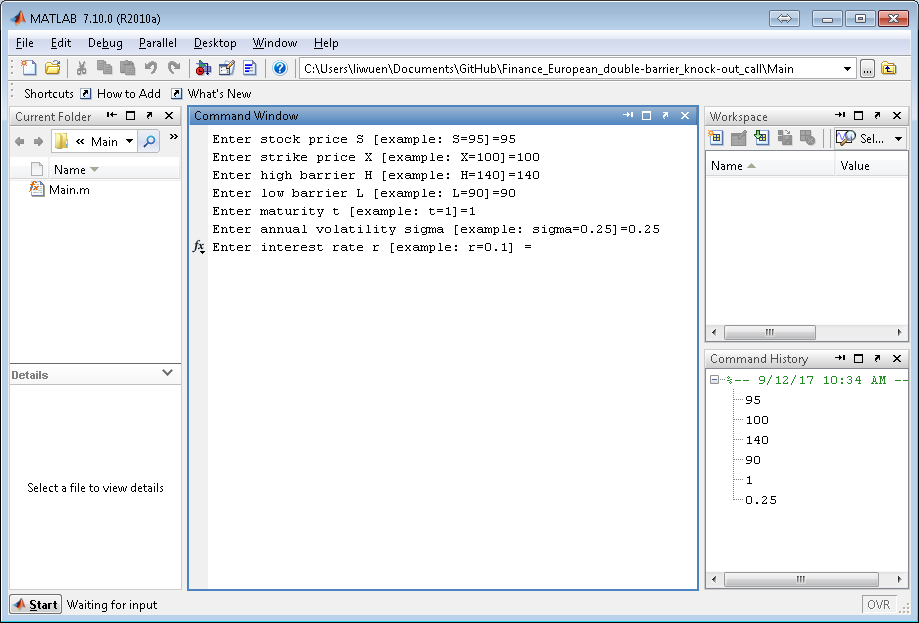 MATLAB 7.10.0 (R2010a)
File Edit Debug Parallel Desktop Window Help
C:\Users\liwuen\Documents\GitHub\Finance_European_double-barrier_knock-out_call\Main
...
Shortcuts How to Add What's New
Current Folder
« Main »
Name
Main.m
Details
Select a file to view details
Command Window
Enter stock price S [example: S=95]=95
Enter strike price X [example: X=100]=100
Enter high barrier H [example: H=140]=140
Enter low barrier L [example: L=90]=90
Enter maturity t [example: t=1]=1
Enter annual volatility sigma [example: sigma=0.25]=0.25
fx Enter interest rate r [example: r=0.1] =
Workspace
Sel...
Name Value
Command History
%-- 9/12/17 10:34 AM --
95
100
140
90
1
0.25
Start Waiting for input
OVR